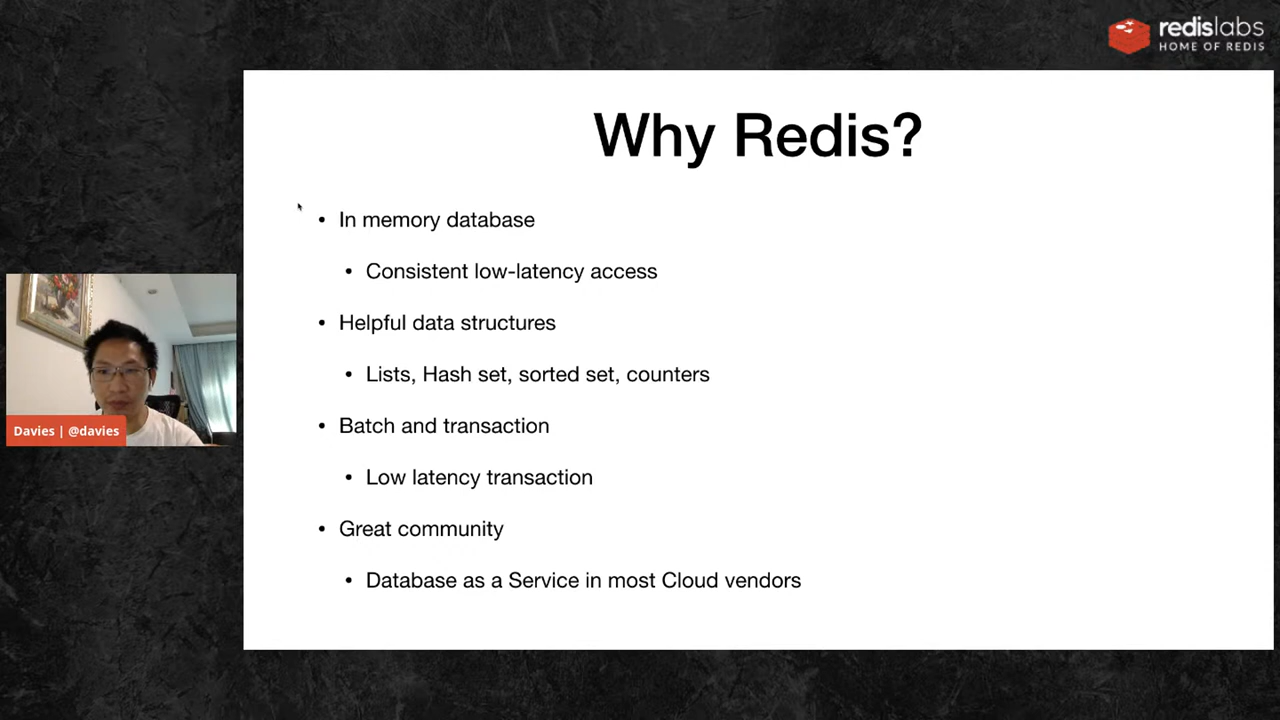 redislabs
HOME OF REDIS
Why Redis?
• In memory database
• Consistent low-latency access
• Helpful data structures
• Lists, Hash set, sorted set, counters
• Batch and transaction
• Low latency transaction
• Great community
• Database as a Service in most Cloud vendors
Davies | @davies